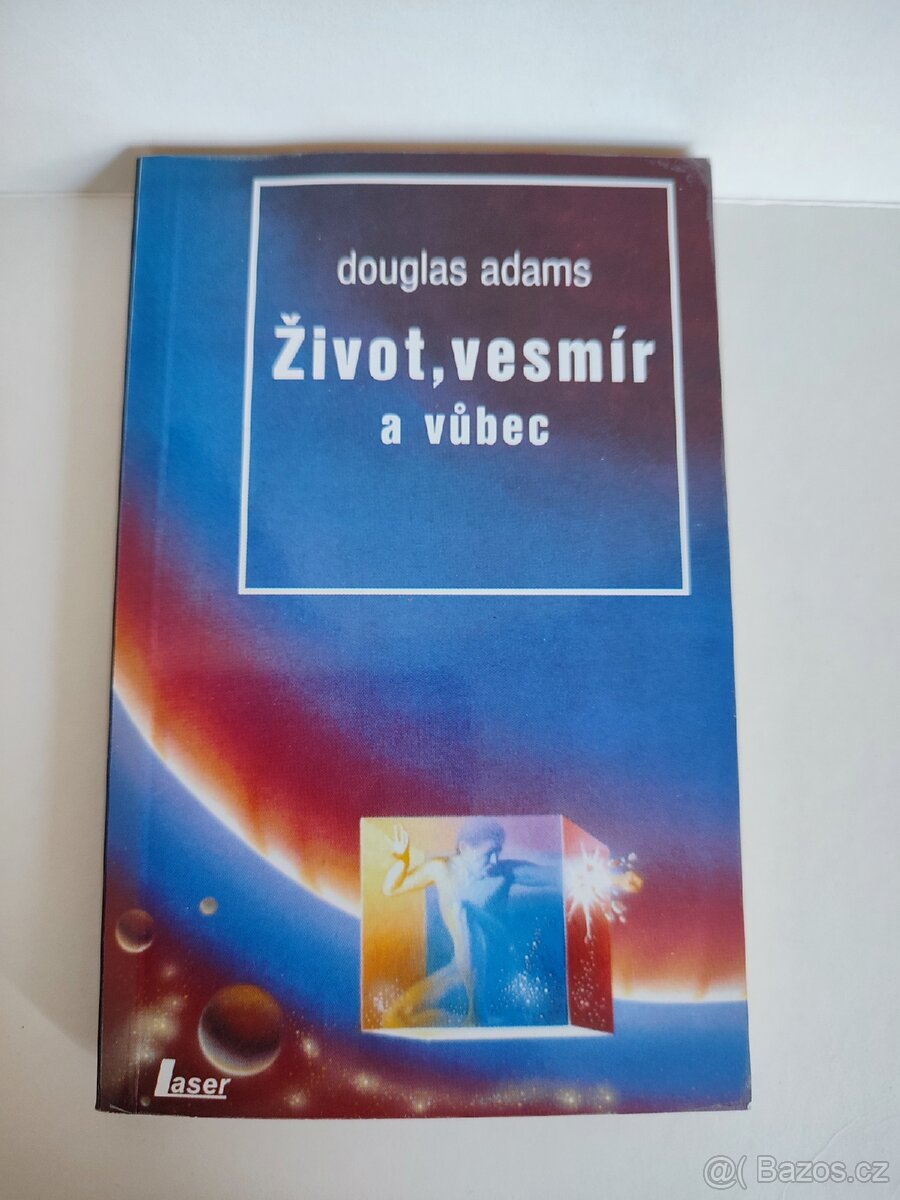 douglas adams
Život, vesmír
a vůbec
Laser
@( Bazos.cz